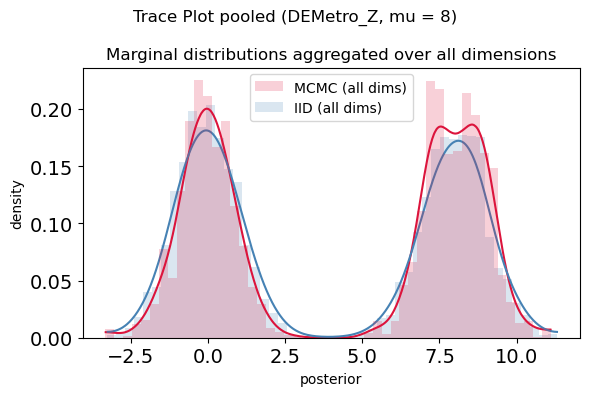 Trace Plot pooled (DEMetro_Z, mu = 8)
Marginal distributions aggregated over all dimensions
MCMC (all dims)
IID (all dims)
0.20
0.15
0.10
0.05
0.00
density
−2.5 0.0 2.5 5.0 7.5 10.0
posterior